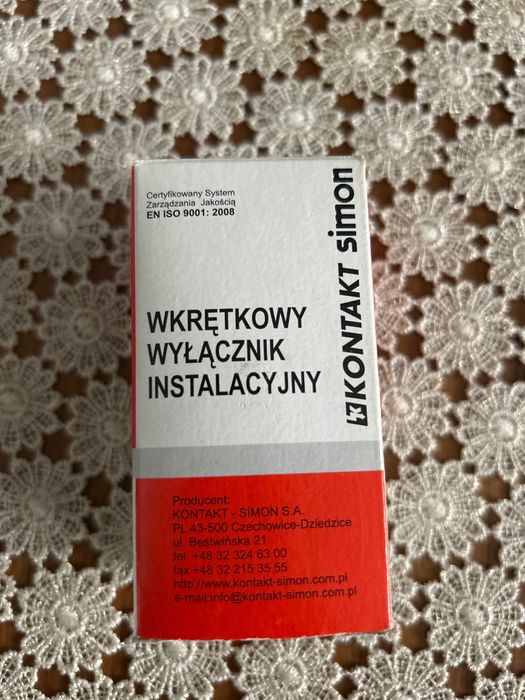 Certyfikowany System
Zarządzania Jakością
EN ISO 9001: 2008
KONTAKT simon
WKRĘTKOWY
WYŁĄCZNIK
INSTALACYJNY
Producent:
KONTAKT - SIMON S.A.
PL 43-500 Czechowice-Dziedzice
ul. Bestwińska 21
tel. +48 32 324 63 00
fax +48 32 215 35 55
http://www.kontakt-simon.com.pl
e-mail:info@kontakt-simon.com.pl